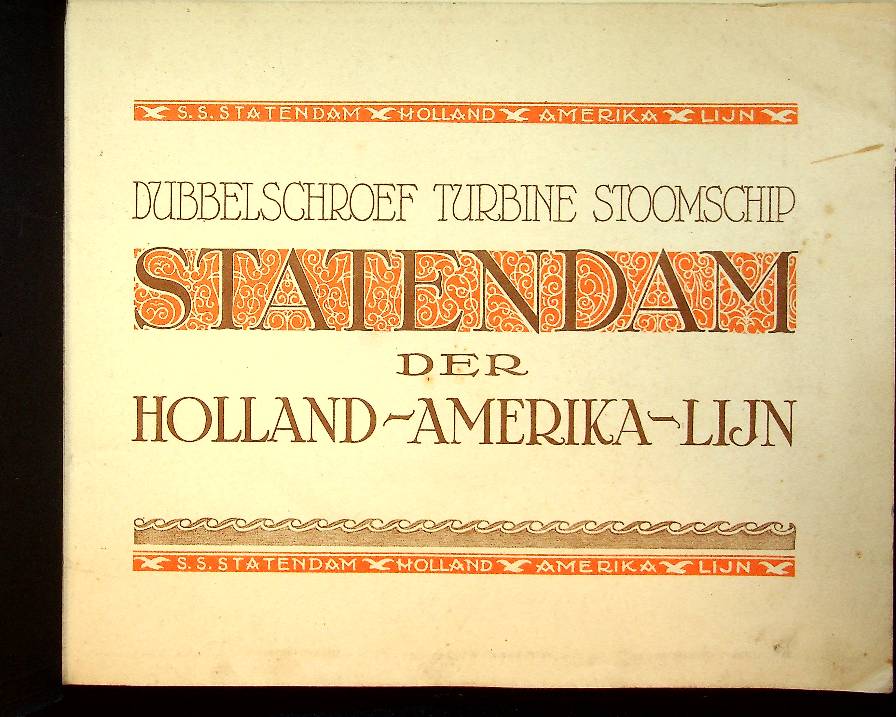 S.S. STATENDAM HOLLAND AMERIKA LIJN
DUBBELSCHROEF TURBINE STOOMSCHIP
STATENDAM
DER
HOLLAND~AMERIKA~LIJN
S.S. STATENDAM HOLLAND AMERIKA LIJN